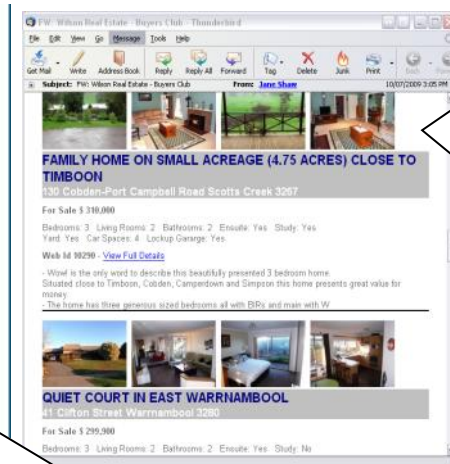 FW: Wilson Real Estate - Buyers Club - Thunderbird
File Edit View Go Message Tools Help
Get Mail Write Address Book Reply Reply All Forward Tag Delete Junk Print Back
Subject: FW: Wilson Real Estate - Buyers Club From: Jane Shaw 10/07/2009 3:05 PM
FAMILY HOME ON SMALL ACREAGE (4.75 ACRES) CLOSE TO
TIMBOON
130 Cobden-Port Campbell Road Scotts Creek 3267
For Sale $ 310,000
Bedrooms: 3 Living Rooms: 2 Bathrooms: 2 Ensuite: Yes Study: Yes
Yard: Yes Car Spaces: 4 Lockup Garange: Yes
Web Id 10290 - View Full Details
- Wow! is the only word to describe this beautifully presented 3 bedroom home.
Situated close to Timboon, Cobden, Camperdown and Simpson this home presents great value for
money.
- The home has three generous sized bedrooms all with BIRs and main with W
QUIET COURT IN EAST WARRNAMBOOL
41 Clifton Street Warrnambool 3280
For Sale $ 299,900
Bedrooms: 3 Living Rooms: 2 Bathrooms: 2 Ensuite: Yes Study: No